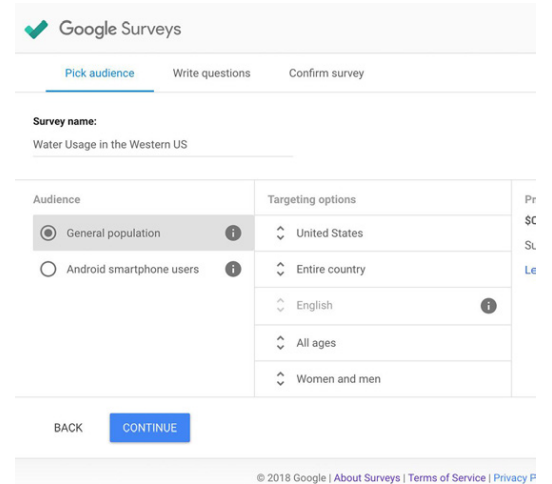 Google Surveys
Pick audience Write questions Confirm survey
Survey name:
Water Usage in the Western US
Audience
General population
Android smartphone users
Targeting options
United States
Entire country
English
All ages
Women and men
BACK CONTINUE
© 2018 Google | About Surveys | Terms of Service | Privacy